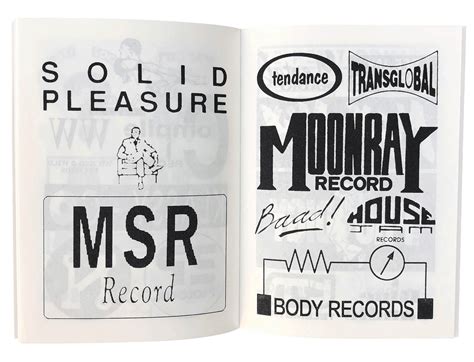 SOLID
PLEASURE
MSR
Record
tendance
TRANSGLOBAL
MOONRAY
RECORD
Baad!
HOUSE
JAM
RECORDS
BODY RECORDS